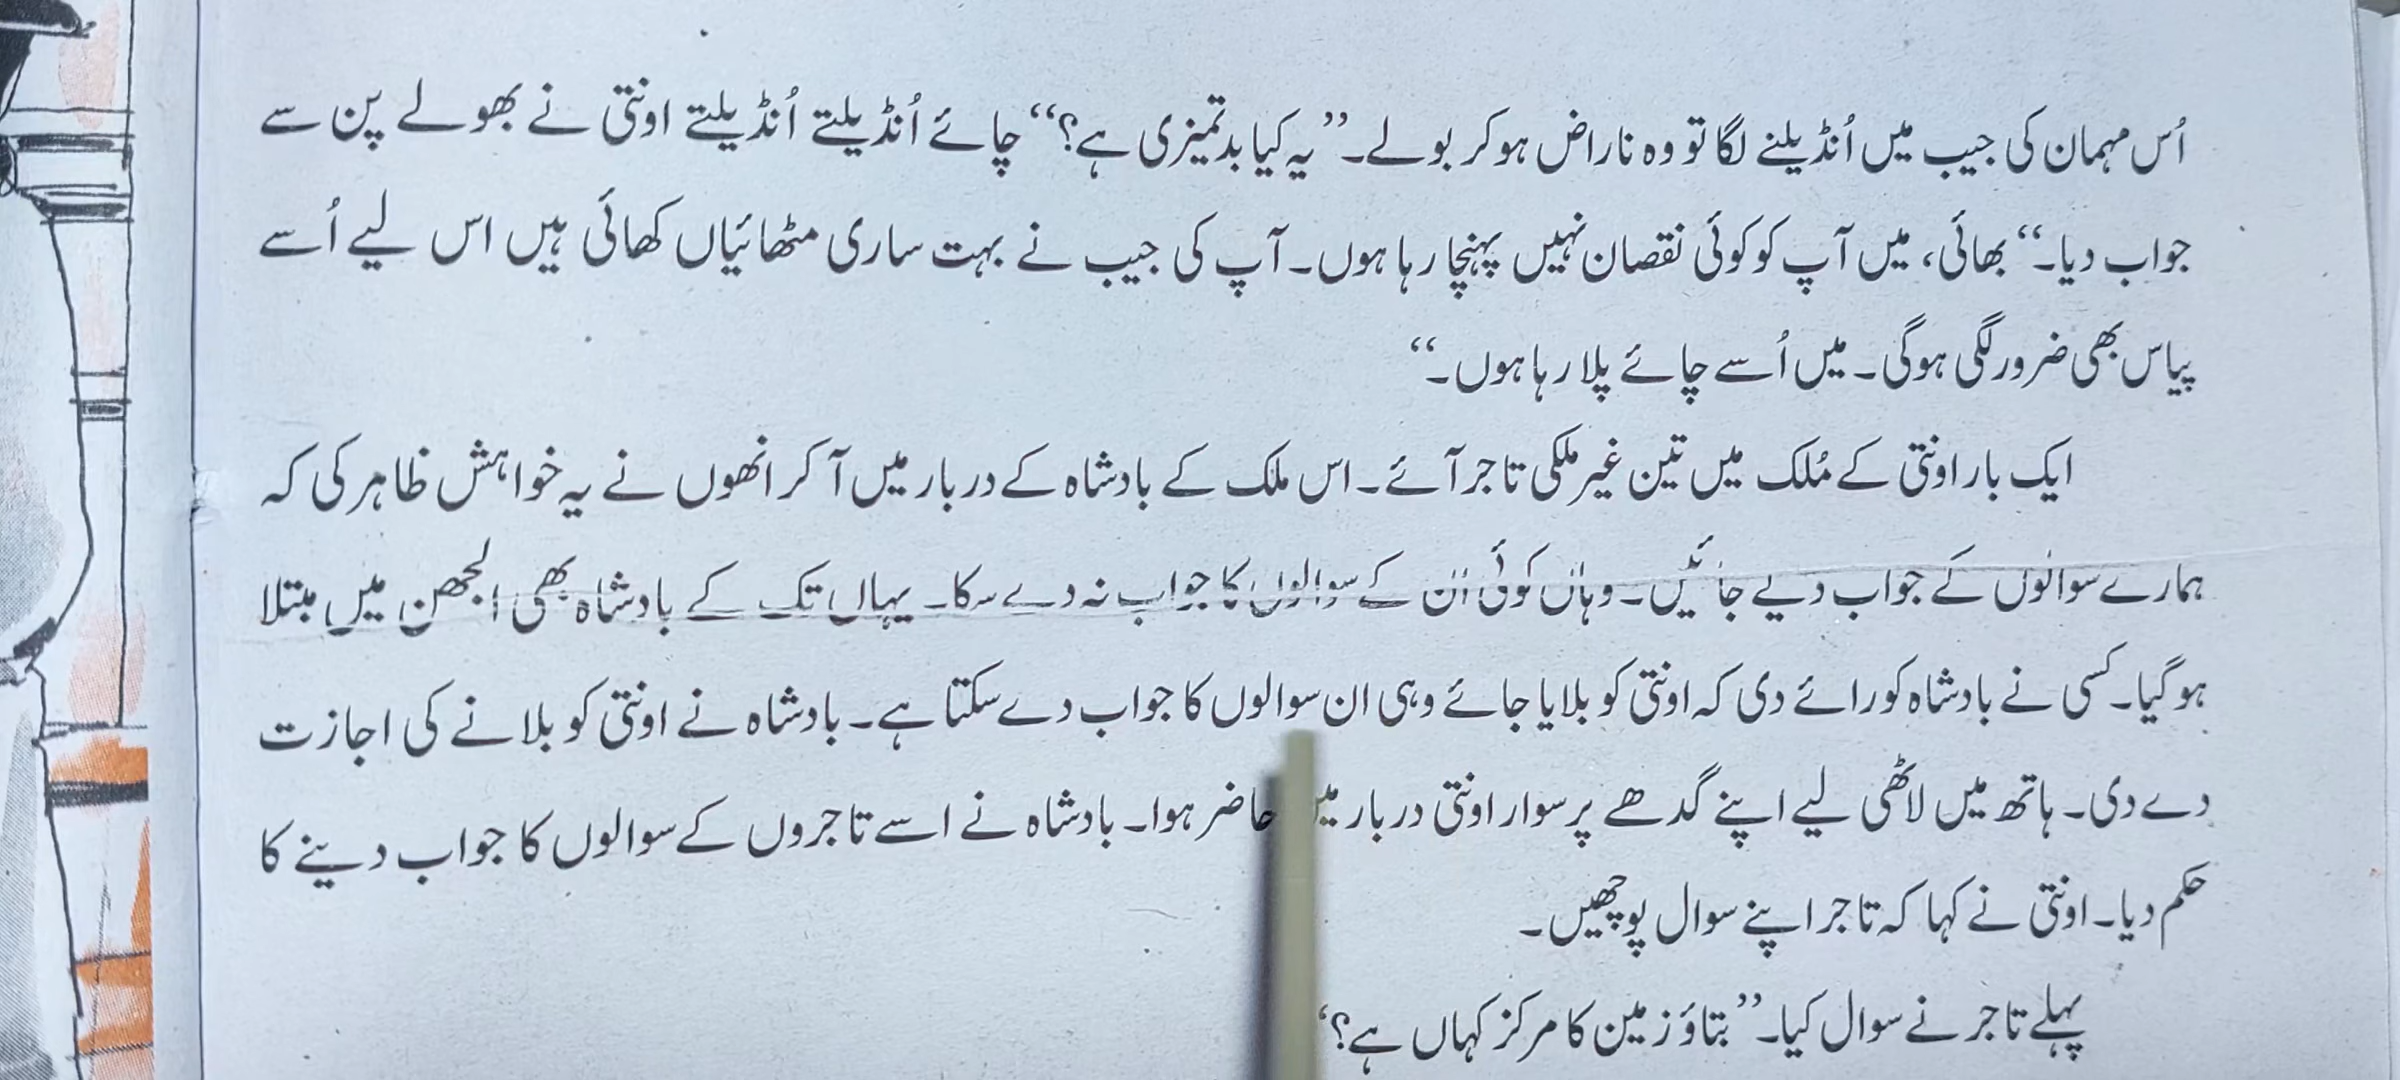 اُس مہمان کی جیب میں اُنڈیلنے لگا تو وہ ناراض ہو کر بولے۔ ”یہ کیا بدتمیزی ہے؟“ چائے اُنڈیلتے اُنڈیلتے اونتی نے بھولے پن سے
جواب دیا۔“ بھائی، میں آپ کو کوئی نقصان نہیں پہنچا رہا ہوں۔ آپ کی جیب نے بہت ساری مٹھائیاں کھائی ہیں اس لیے اُسے
پیاس بھی ضرور لگی ہوگی۔ میں اُسے چائے پلا رہا ہوں۔“
ایک بار اونتی کے مُلک میں تین غیر ملکی تاجر آئے۔ اس ملک کے بادشاہ کے دربار میں آ کر انھوں نے یہ خواہش ظاہر کی کہ
ہمارے سوالوں کے جواب دیے جائیں۔ وہاں کوئی ان کے سوالوں کا جواب نہ دے سکا۔ یہاں تک کے بادشاہ بھی الجھن میں مبتلا
ہو گیا۔ کسی نے بادشاہ کو رائے دی کہ اونتی کو بلایا جائے وہی ان سوالوں کا جواب دے سکتا ہے۔ بادشاہ نے اونتی کو بلانے کی اجازت
دے دی۔ ہاتھ میں لاٹھی لیے اپنے گدھے پر سوار اونتی دربار میں حاضر ہوا۔ بادشاہ نے اسے تاجروں کے سوالوں کا جواب دینے کا
حکم دیا۔ اونتی نے کہا کہ تاجر اپنے سوال پوچھیں۔
پہلے تاجر نے سوال کیا۔ ”بتاؤ زمین کا مرکز کہاں ہے؟‘